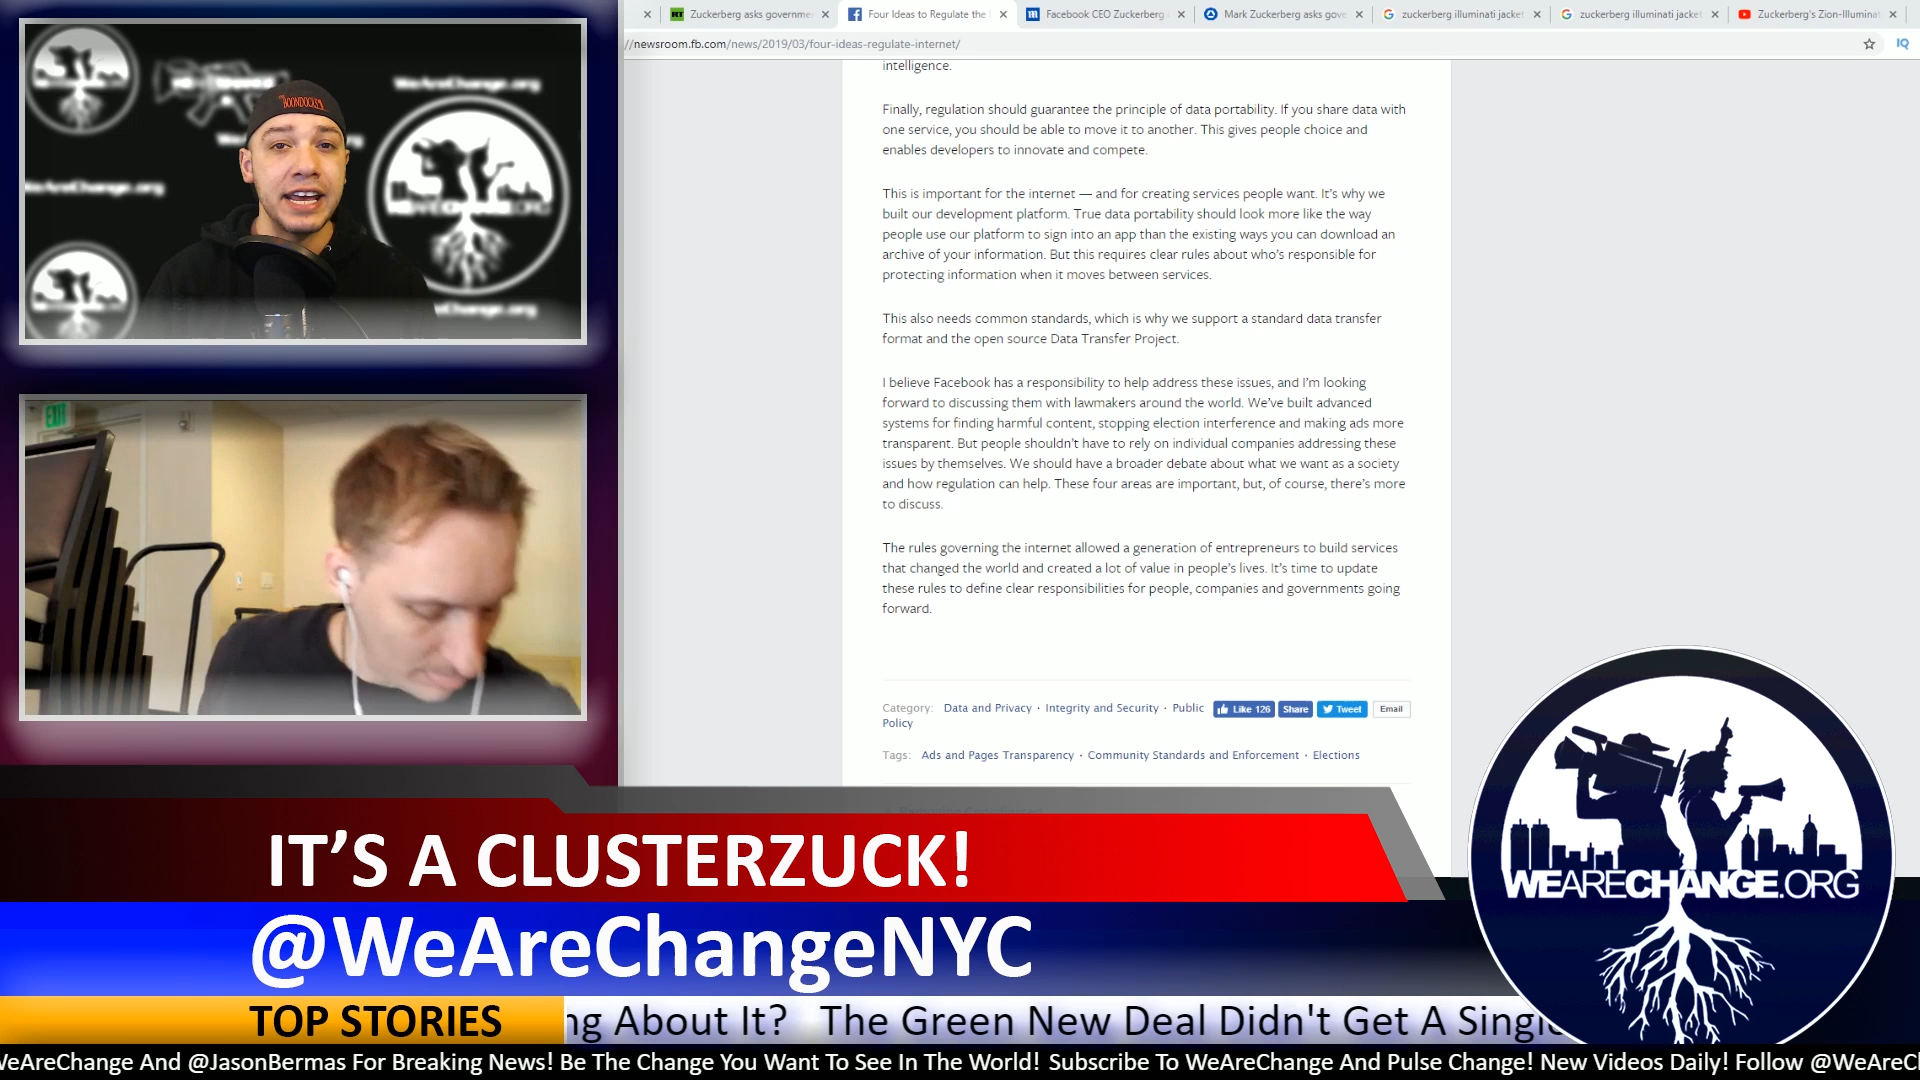 Zuckerberg asks governme
Four Ideas to Regulate the
Facebook CEO Zuckerberg
Mark Zuckerberg asks gove
zuckerberg illuminati jacket
zuckerberg illuminati jacket
Zuckerberg's Zion-Illuminat
//newsroom.fb.com/news/2019/03/four-ideas-regulate-internet/
IQ
WeAreChange.org
WeAreChange.org
EXIT
intelligence.
Finally, regulation should guarantee the principle of data portability. If you share data with
one service, you should be able to move it to another. This gives people choice and
enables developers to innovate and compete.
This is important for the internet — and for creating services people want. It's why we
built our development platform. True data portability should look more like the way
people use our platform to sign into an app than the existing ways you can download an
archive of your information. But this requires clear rules about who's responsible for
protecting information when it moves between services.
This also needs common standards, which is why we support a standard data transfer
format and the open source Data Transfer Project.
I believe Facebook has a responsibility to help address these issues, and I'm looking
forward to discussing them with lawmakers around the world. We've built advanced
systems for finding harmful content, stopping election interference and making ads more
transparent. But people shouldn't have to rely on individual companies addressing these
issues by themselves. We should have a broader debate about what we want as a society
and how regulation can help. These four areas are important, but, of course, there's more
to discuss.
The rules governing the internet allowed a generation of entrepreneurs to build services
that changed the world and created a lot of value in people's lives. It's time to update
these rules to define clear responsibilities for people, companies and governments going
forward.
Category: Data and Privacy · Integrity and Security · Public
Policy
Like 126 Share Tweet Email
Tags: Ads and Pages Transparency · Community Standards and Enforcement · Elections
IT'S A CLUSTERZUCK!
@WeAreChangeNYC
WEARECHANGE.ORG
TOP STORIES
ng About It? The Green New Deal Didn't Get A Single
WeAreChange And @JasonBermas For Breaking News! Be The Change You Want To See In The World! Subscribe To WeAreChange And Pulse Change! New Videos Daily! Follow @WeAreCh